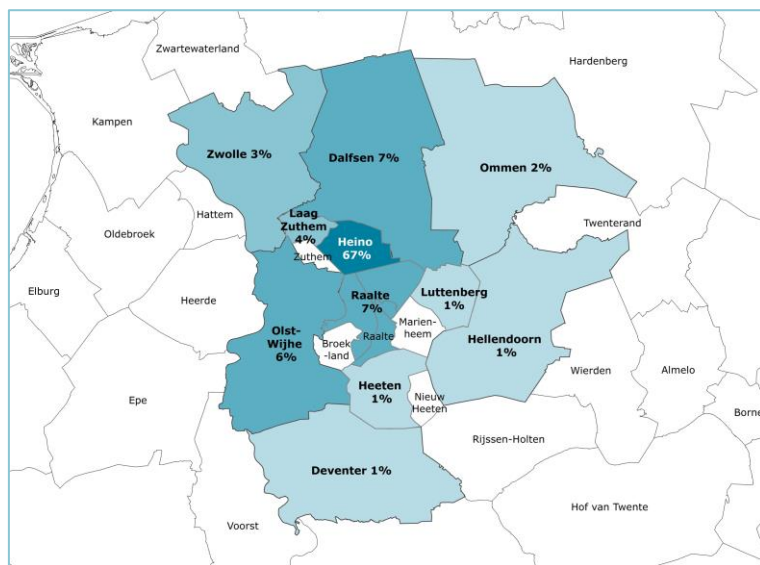 Zwartewaterland
Hardenberg
Kampen
Zwolle 3%
Dalfsen 7%
Ommen 2%
Hattem
Laag
Zuthem
4%
Twenterand
Oldebroek
Heino
67%
Zuthem
Elburg
Heerde
Raalte
7%
Luttenberg
1%
Olst-
Wijhe
6%
Broek
-land
Raalte
Marien-
heem
Hellendoorn
1%
Wierden
Almelo
Epe
Heeten
1%
Nieuw
Heeten
Borne
Rijssen-Holten
Deventer 1%
Voorst
Hof van Twente